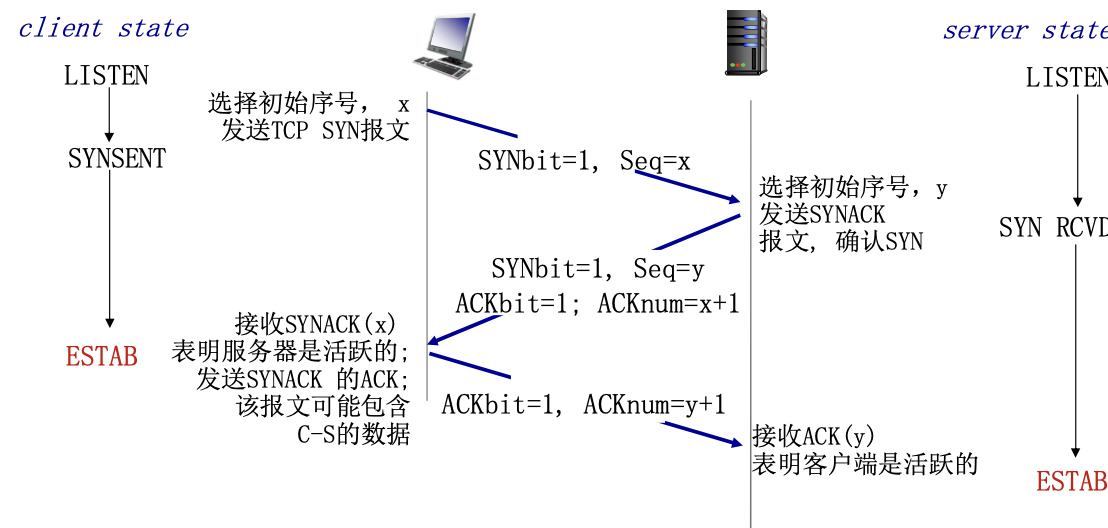 client state
server state
LISTEN
LISTEN
选择初始序号, x
发送TCP SYN报文
SYNSENT
SYNbit=1, Seq=x
选择初始序号,y
发送SYNACK
报文, 确认SYN
SYN RCVD
SYNbit=1, Seq=y
ACKbit=1; ACKnum=x+1
接收SYNACK(x)
表明服务器是活跃的;
发送SYNACK 的ACK;
该报文可能包含
C-S的数据
ESTAB
ACKbit=1, ACKnum=y+1
接收ACK(y)
表明客户端是活跃的
ESTAB